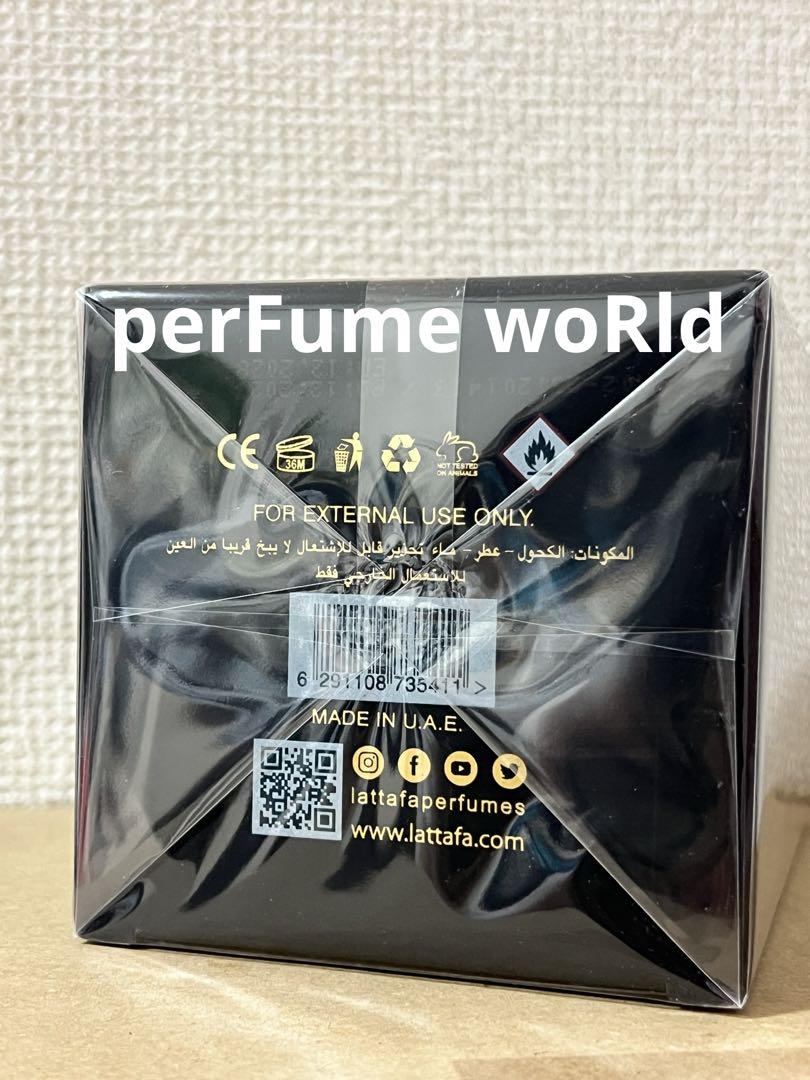 perFume woRld
CE
36M
NOT TESTED
ON ANIMALS
FOR EXTERNAL USE ONLY.
المكونات: الكحول - عطر - ماء تحذير قابل للإشتعال لا يبخ قريبا من العين
للاستعمال الخارجي فقط
6 291108 735411 >
MADE IN U.A.E.
lattafaperfumes
www.lattafa.com